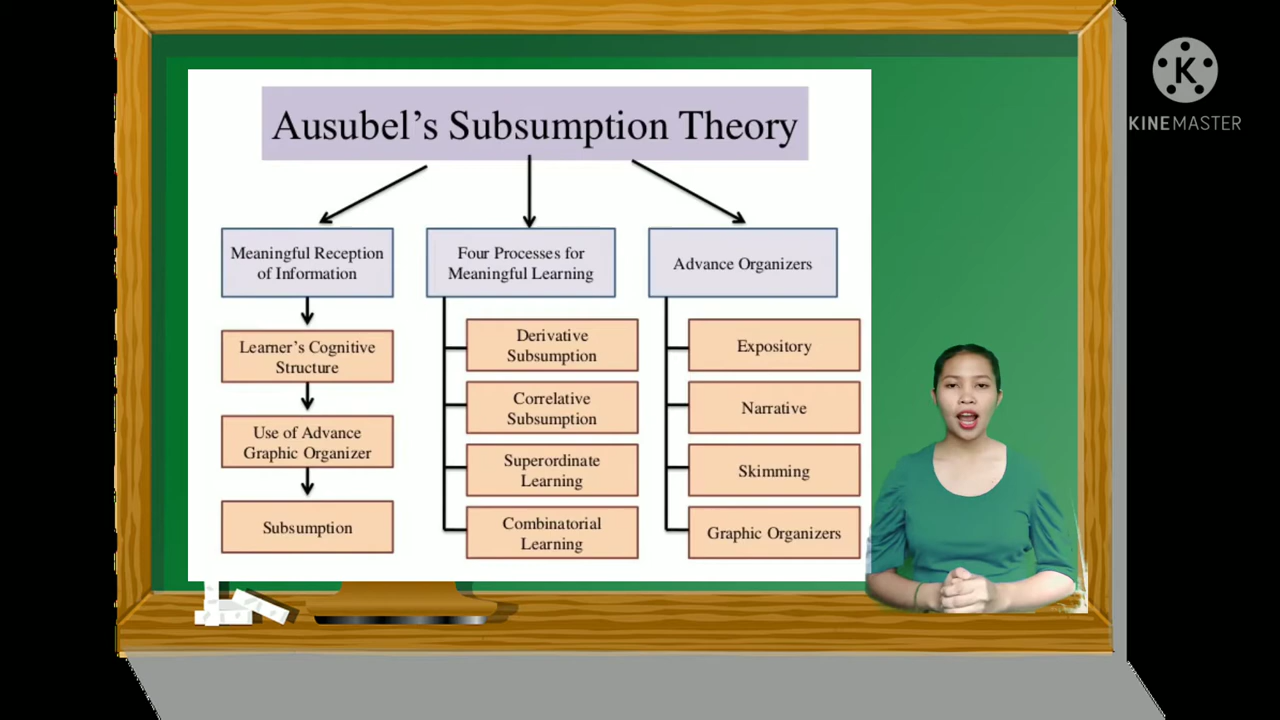 Ausubel's Subsumption Theory
Meaningful Reception
of Information
Learner's Cognitive
Structure
Use of Advance
Graphic Organizer
Subsumption
Four Processes for
Meaningful Learning
Derivative
Subsumption
Correlative
Subsumption
Superordinate
Learning
Combinatorial
Learning
Advance Organizers
Expository
Narrative
Skimming
Graphic Organizers
K
KINEMASTER